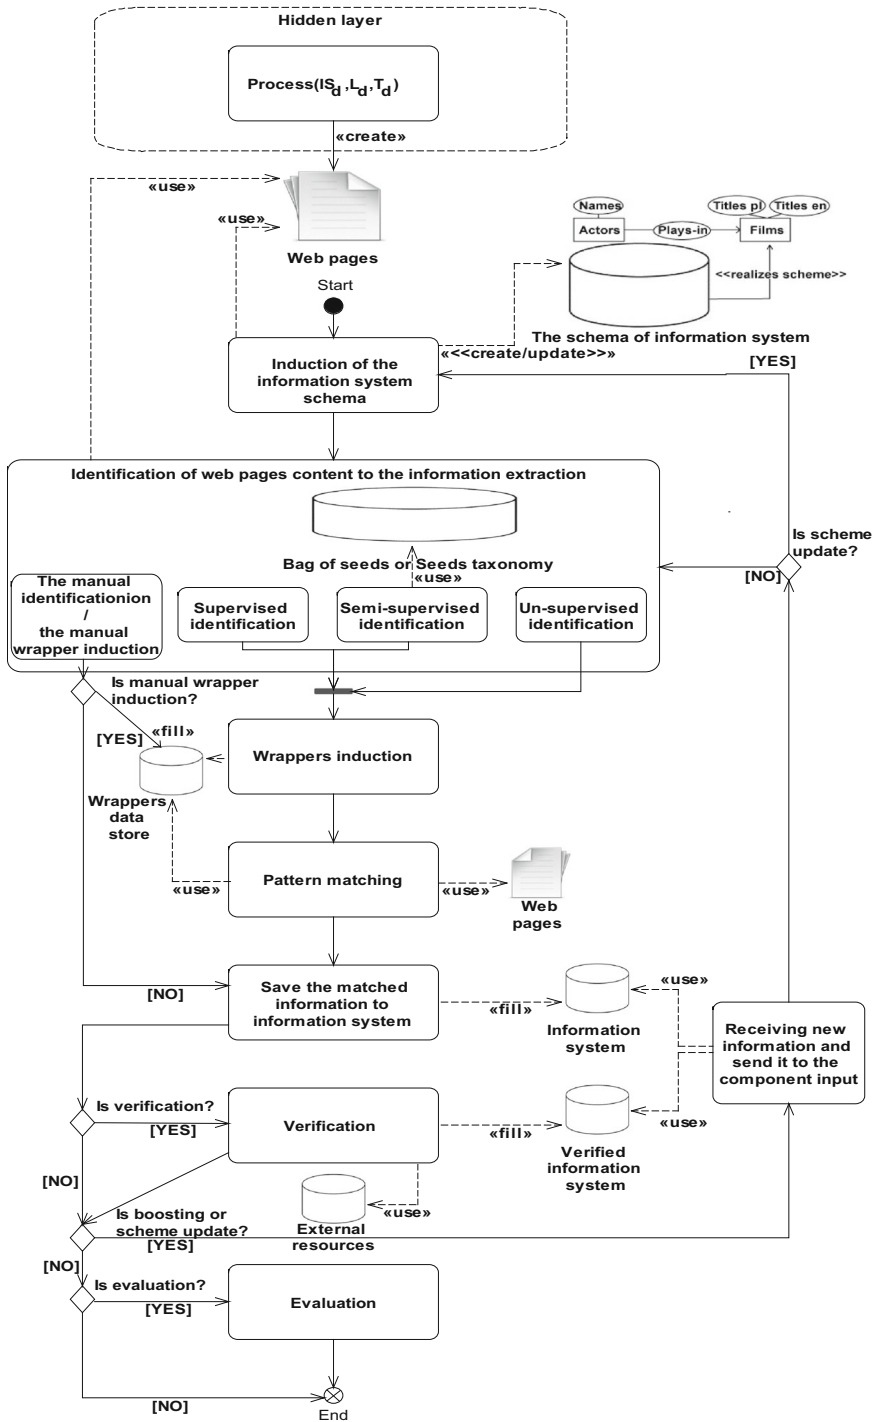 Hidden layer
Process(IS_d ,L_d ,T_d)
«create»
«use»
«use»
Web pages
Names
Titles pl
Titles en
Actors
Plays-in
Films
<<realizes scheme>>
The schema of information system
Start
«<<create/update>>»
[YES]
Induction of the
information system
schema
Identification of web pages content to the information extraction
Bag of seeds or Seeds taxonomy
«use»
Is scheme
update?
[NO]
The manual
identificationion
/
the manual
wrapper induction
Supervised
identification
Semi-supervised
identification
Un-supervised
identification
Is manual wrapper
induction?
[YES]
«fill»
Wrappers induction
Wrappers
data
store
«use»
Pattern matching
«use»
Web
pages
[NO]
Save the matched
information to
information system
«fill»
Information
system
«use»
Receiving new
information and
send it to the
component input
Is verification?
[YES]
Verification
«fill»
Verified
information
system
«use»
[NO]
«use»
External
resources
Is boosting or
scheme update?
[YES]
[NO]
Is evaluation?
[YES]
Evaluation
[NO]
End